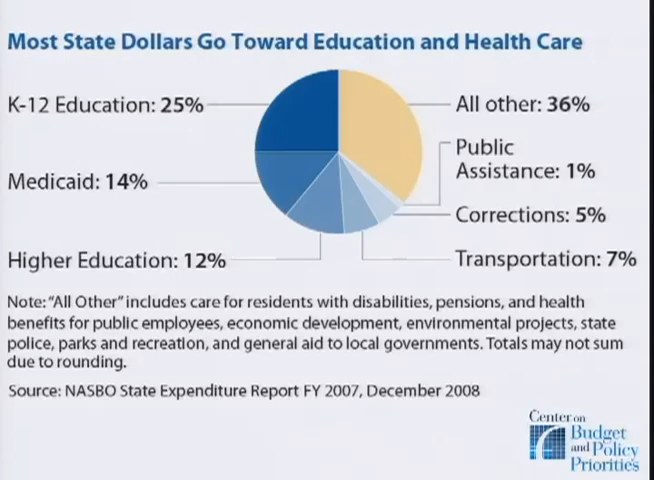 Most State Dollars Go Toward Education and Health Care
K-12 Education: 25%
All other: 36%
Public
Assistance: 1%
Medicaid: 14%
Corrections: 5%
Higher Education: 12%
Transportation: 7%
Note: "All Other" includes care for residents with disabilities, pensions, and health
benefits for public employees, economic development, environmental projects, state
police, parks and recreation, and general aid to local governments. Totals may not sum
due to rounding.
Source: NASBO State Expenditure Report FY 2007, December 2008
Center on
Budget
and Policy
Priorities